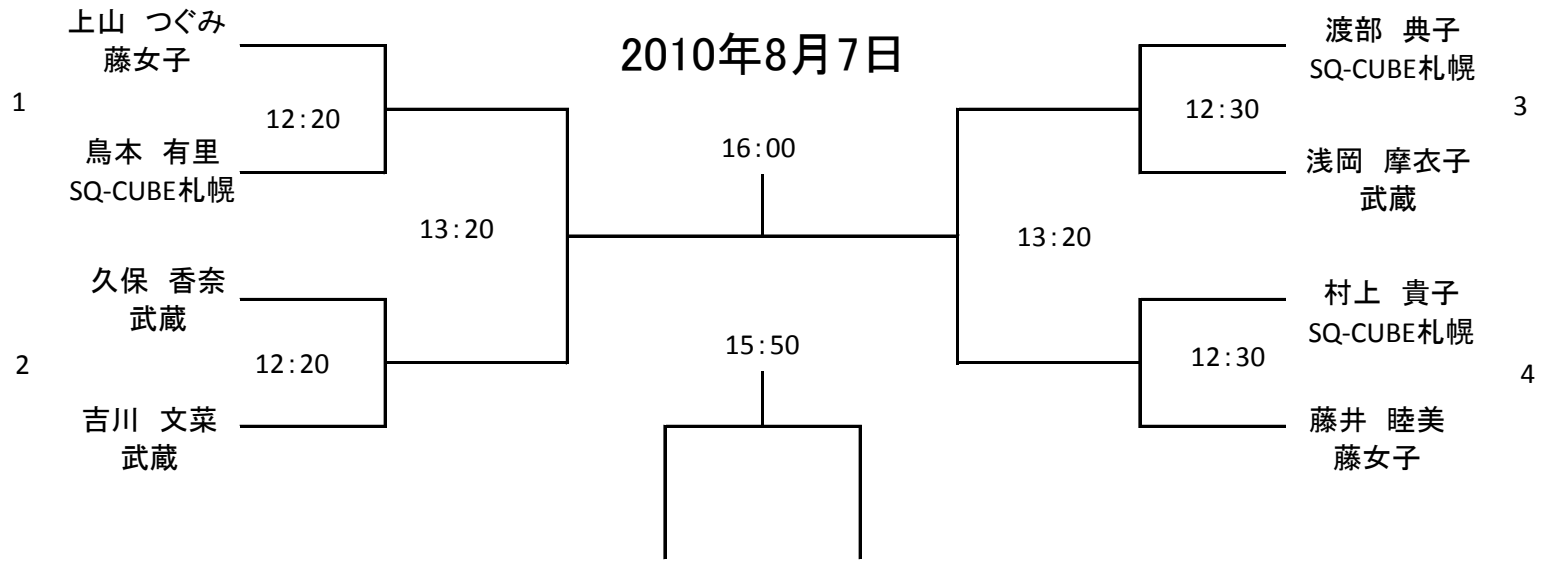 2010年8月7日
1
上山　つぐみ
藤女子
12:20
鳥本　有里
SQ-CUBE札幌
13:20
2
久保　香奈
武蔵
12:20
吉川　文菜
武蔵
16:00
15:50
渡部　典子
SQ-CUBE札幌
12:30
3
浅岡　摩衣子
武蔵
13:20
村上　貴子
SQ-CUBE札幌
12:30
4
藤井　睦美
藤女子